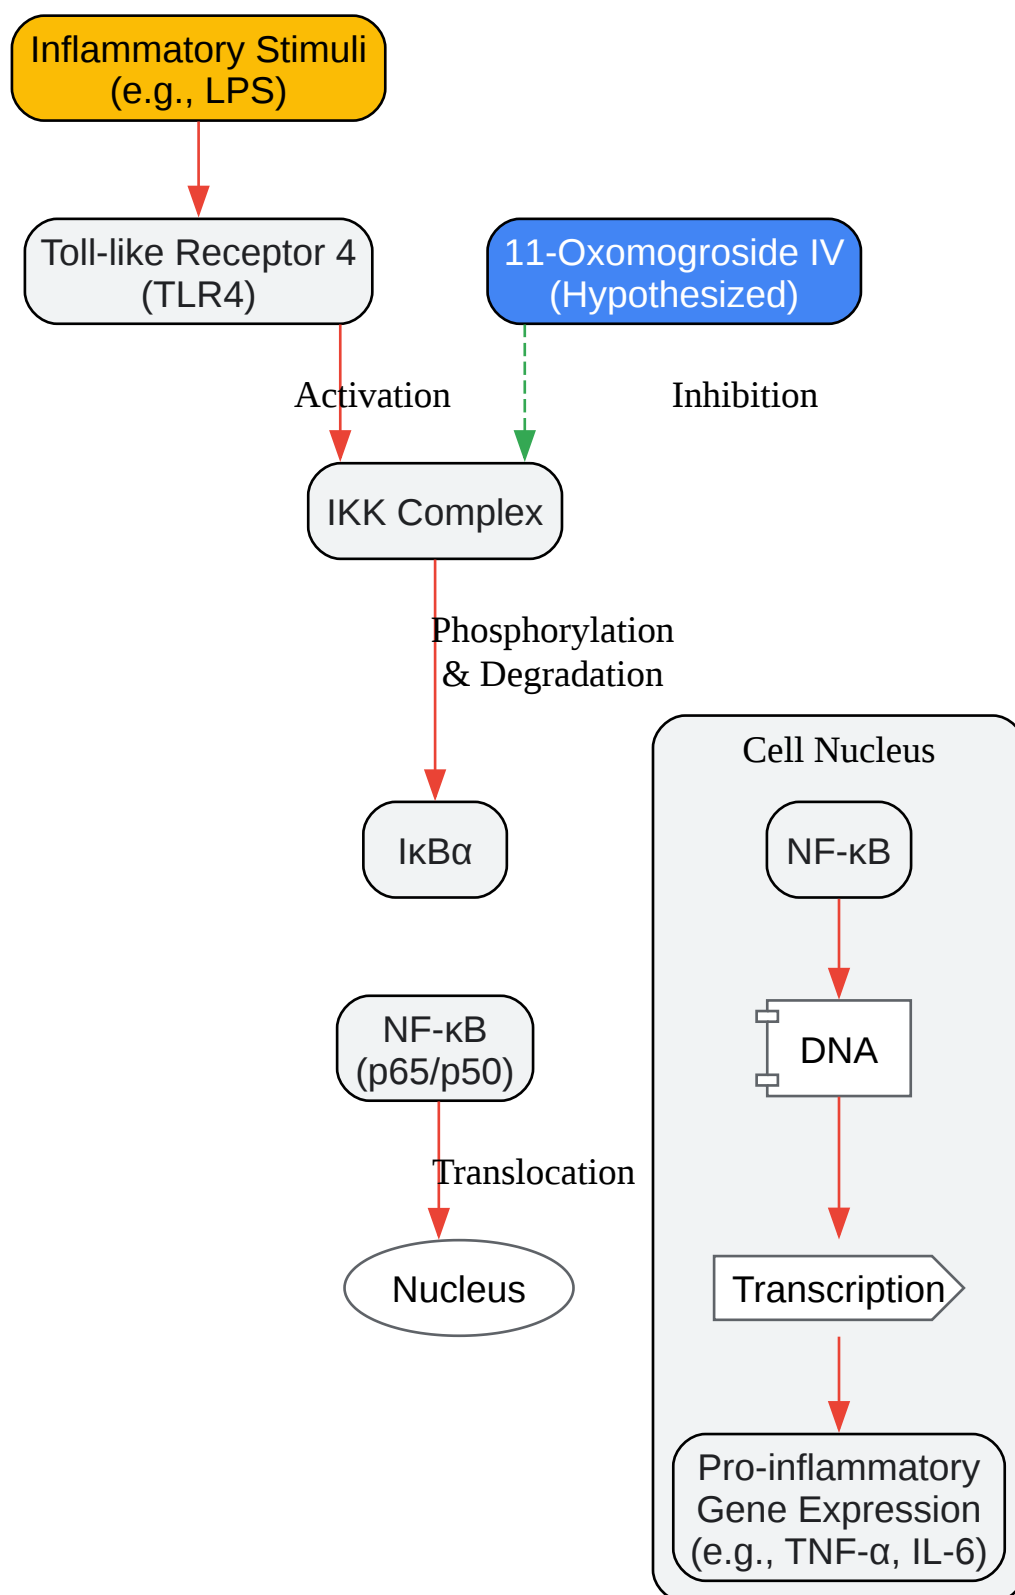 Inflammatory Stimuli
(e.g., LPS)
Toll-like Receptor 4
(TLR4)
11-Oxomogroside IV
(Hypothesized)
Activation
Inhibition
IKK Complex
Phosphorylation
& Degradation
Cell Nucleus
IκBα
NF-κB
NF-κB
(p65/p50)
DNA
Translocation
Nucleus
Transcription
Pro-inflammatory
Gene Expression
(e.g., TNF-α, IL-6)